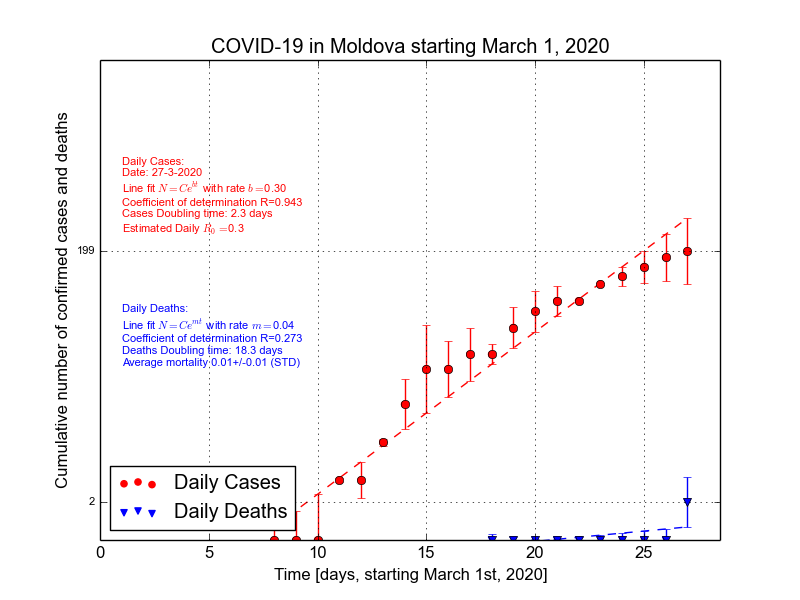 COVID-19 in Moldova starting March 1, 2020
Cumulative number of confirmed cases and deaths
199
2
Daily Cases:
Date: 27-3-2020
Line fit N = Ce^{bt} with rate b =0.30
Coefficient of determination R=0.943
Cases Doubling time: 2.3 days
Estimated Daily R_0 =0.3
Daily Deaths:
Line fit N = Ce^{mt} with rate m =0.04
Coefficient of determination R=0.273
Deaths Doubling time: 18.3 days
Average mortality:0.01+/-0.01 (STD)
Daily Cases
Daily Deaths
0 5 10 15 20 25
Time [days, starting March 1st, 2020]